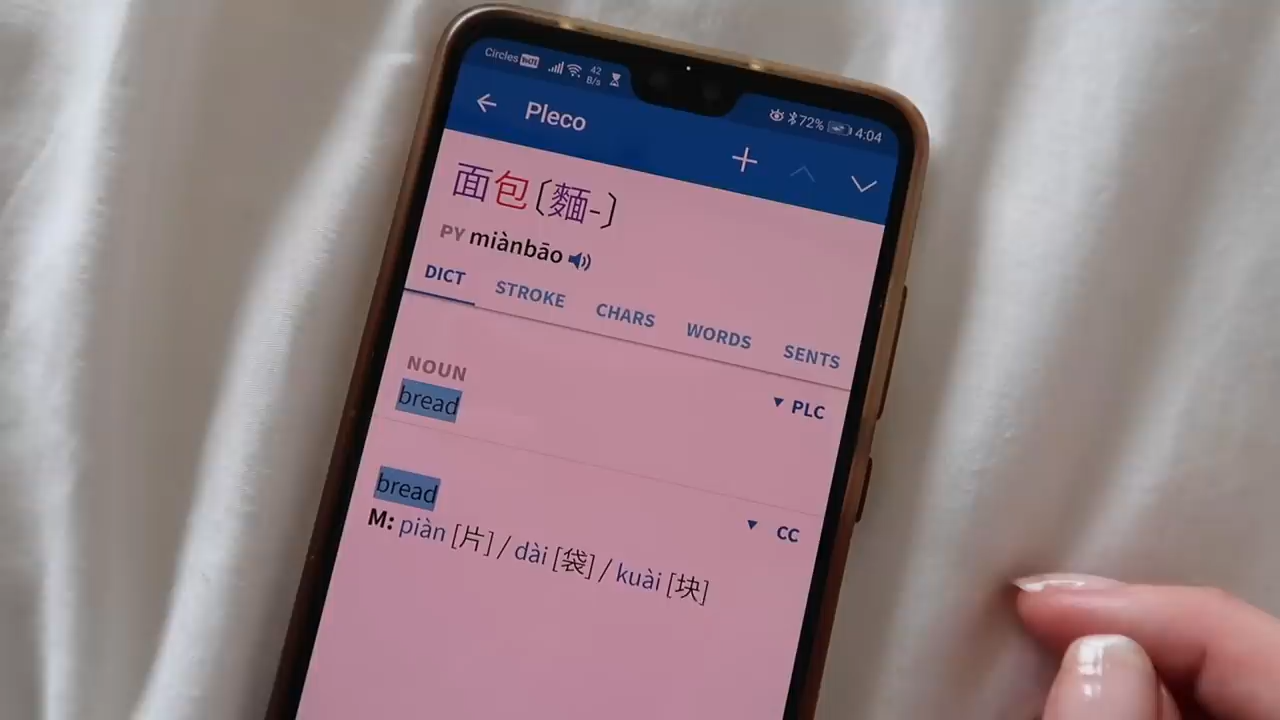 Circles 42 B/s 72% 4:04
Pleco
面包〔麵-〕
PY miànbāo
DICT STROKE CHARS WORDS SENTS
NOUN
bread
PLC
bread
CC
M: piàn [片] / dài [袋] / kuài [块]